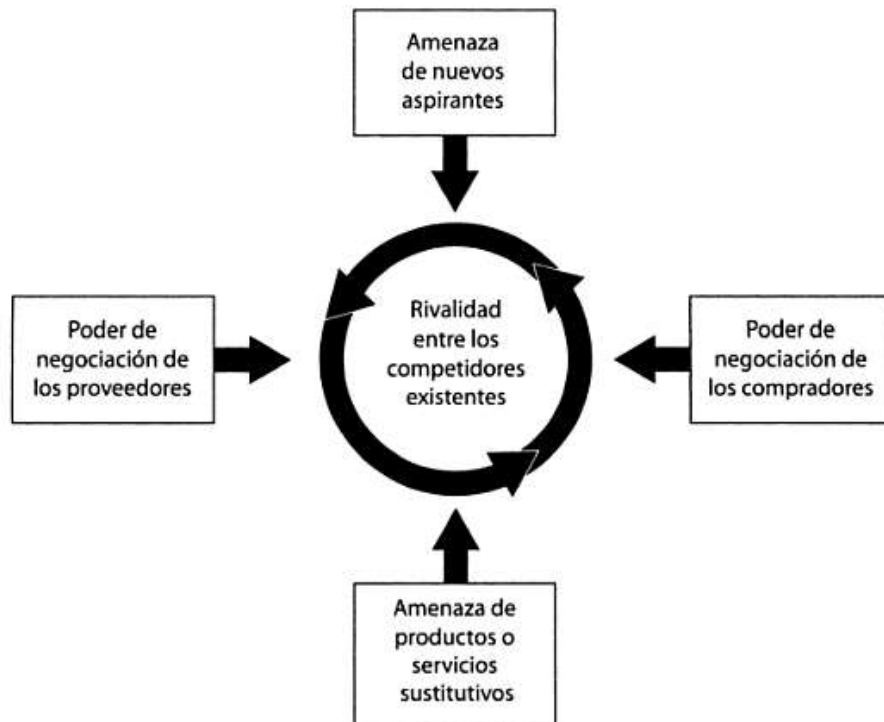 Amenaza
de nuevos
aspirantes
Poder de
negociación de
los proveedores
Rivalidad
entre los
competidores
existentes
Poder de
negociación de
los compradores
Amenaza de
productos o
servicios
sustitutivos